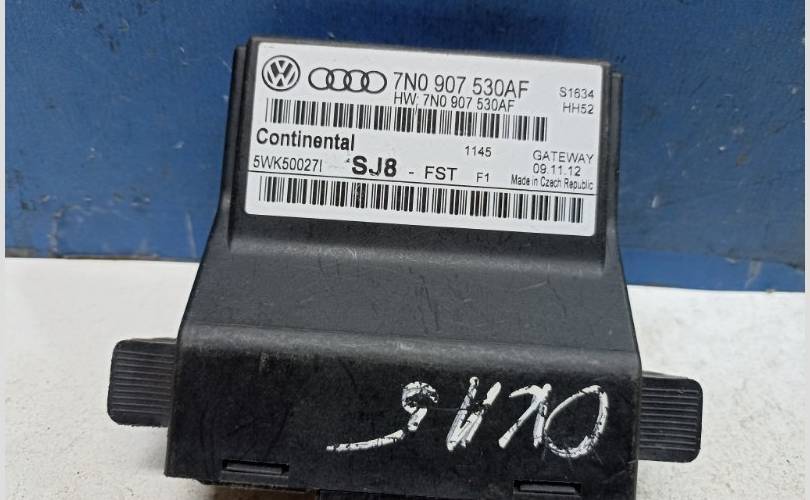 7N0 907 530AF
HW: 7N0 907 530AF
S1634
HH52
Continental
1145
GATEWAY
5WK50027I
SJ8 - FST F1
09.11.12
Made in Czech Republic